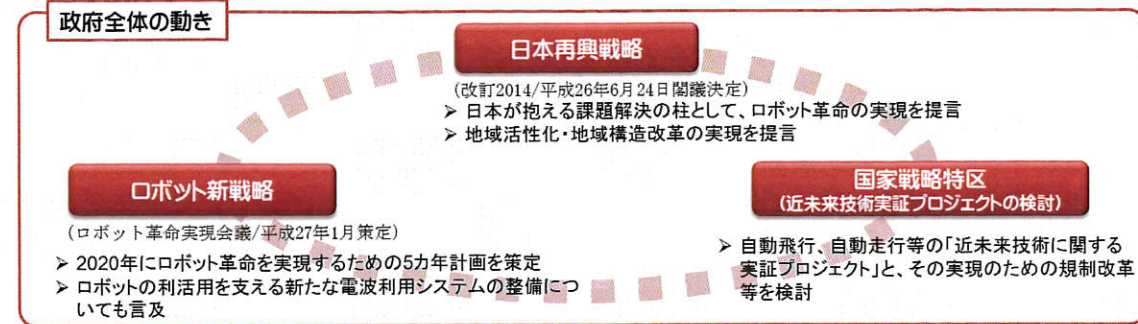 政府全体の動き
日本再興戦略
(改訂2014/平成26年6月24日閣議決定)
➢ 日本が抱える課題解決の柱として、ロボット革命の実現を提言
➢ 地域活性化・地域構造改革の実現を提言
ロボット新戦略
(ロボット革命実現会議/平成27年1月策定)
➢ 2020年にロボット革命を実現するための5カ年計画を策定
➢ ロボットの利活用を支える新たな電波利用システムの整備につ
いても言及
国家戦略特区
(近未来技術実証プロジェクトの検討)
➢ 自動飛行、自動走行等の「近未来技術に関する
実証プロジェクト」と、その実現のための規制改革
等を検討